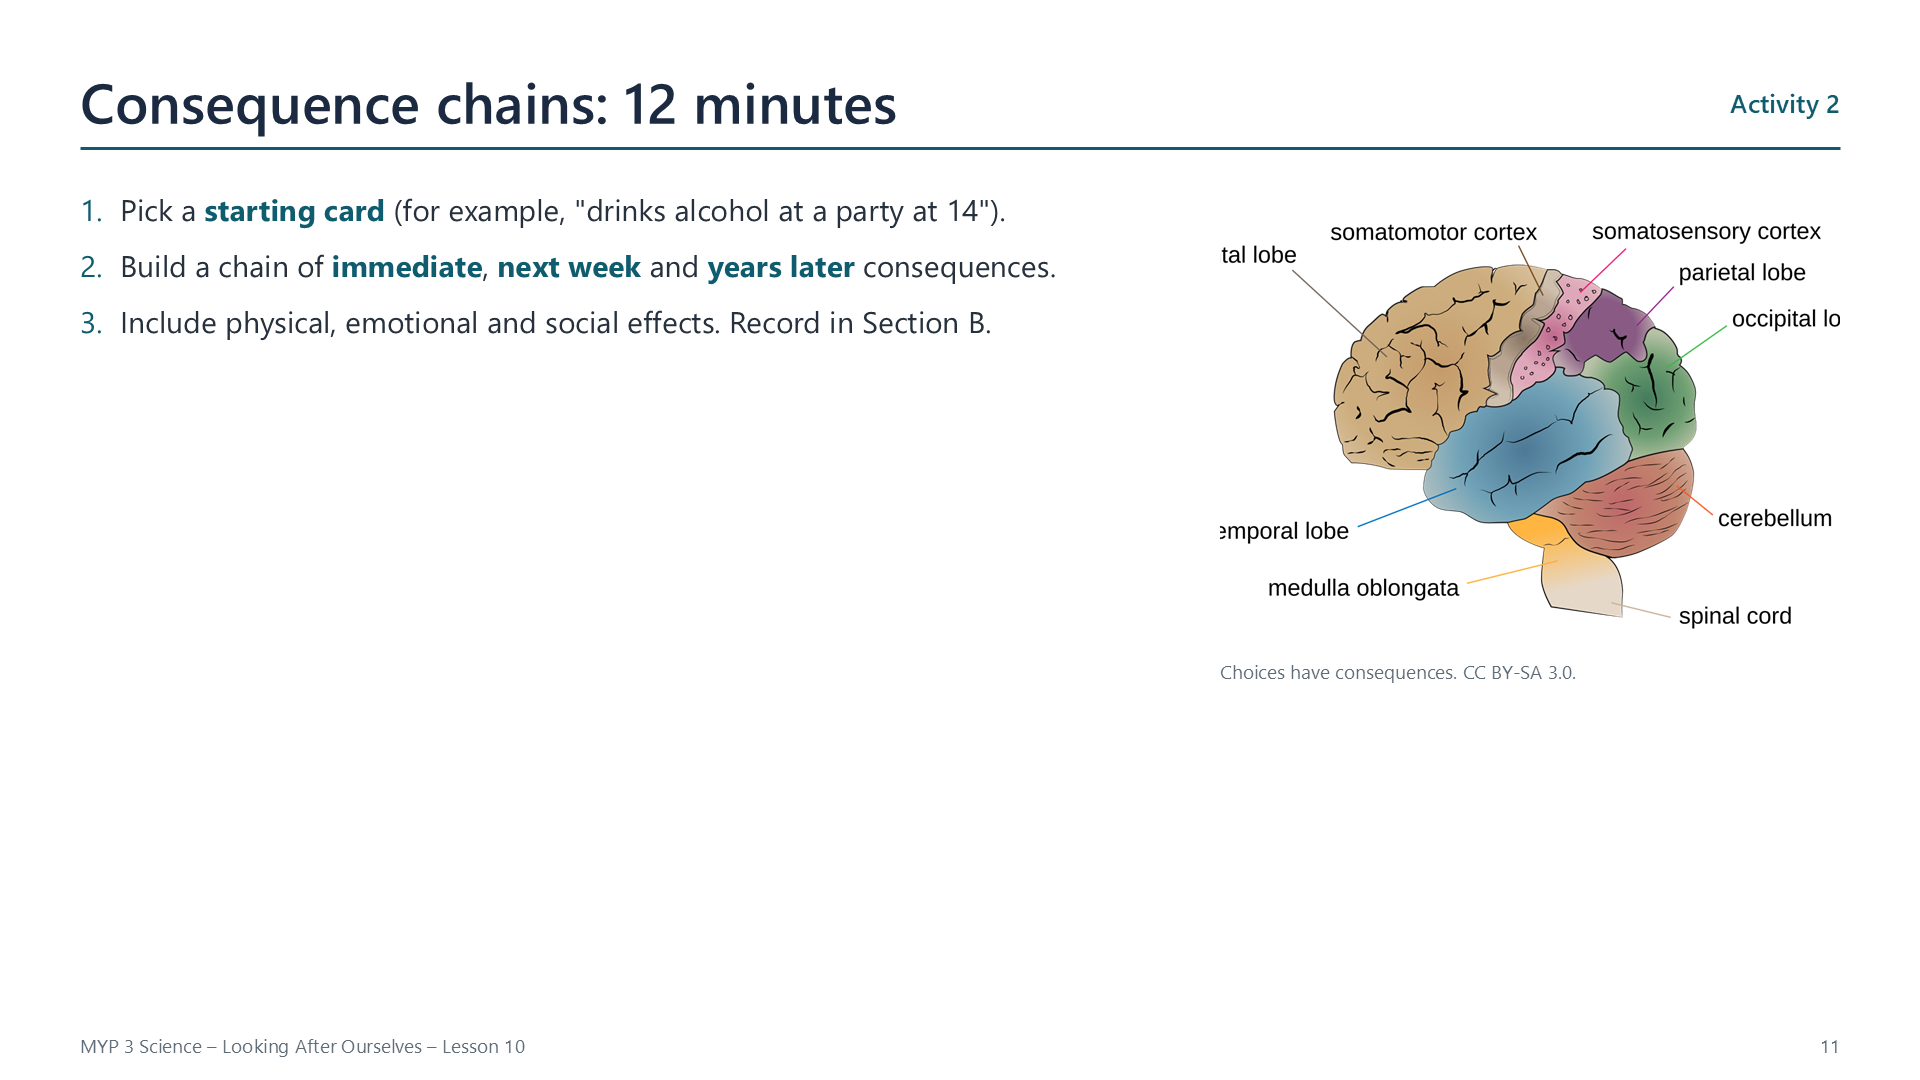 Consequence chains: 12 minutes
Activity 2
1. Pick a starting card (for example, "drinks alcohol at a party at 14").
2. Build a chain of immediate, next week and years later consequences.
3. Include physical, emotional and social effects. Record in Section B.
somatomotor cortex
somatosensory cortex
tal lobe
parietal lobe
occipital lo
emporal lobe
cerebellum
medulla oblongata
spinal cord
Choices have consequences. CC BY-SA 3.0.
MYP 3 Science – Looking After Ourselves – Lesson 10
11